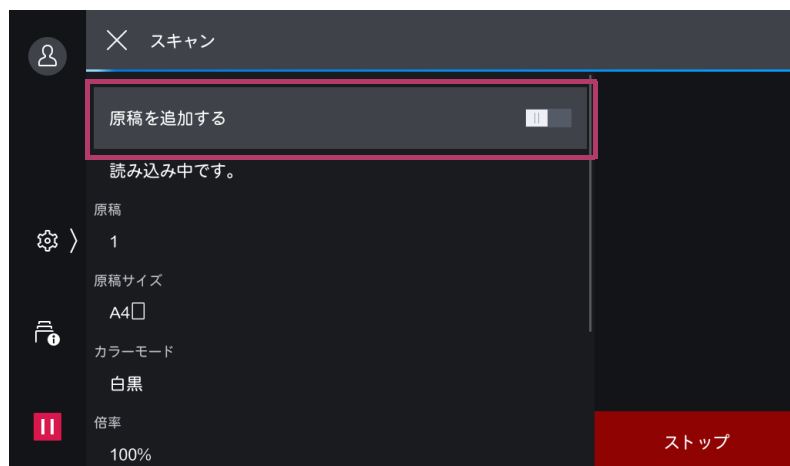 スキャン
原稿を追加する
読み込み中です。
原稿
1
原稿サイズ
A4
カラーモード
白黒
倍率
100%
ストップ